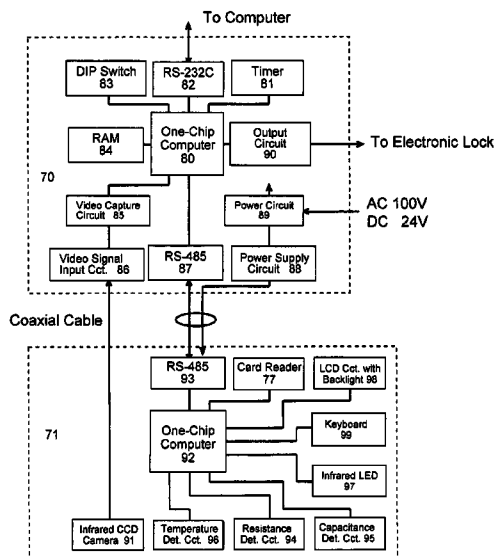 To Computer
DIP Switch
83
RS-232C
82
Timer
81
RAM
84
One-Chip
Computer
80
Output
Circuit
90
To Electronic Lock
70
Video Capture
Circuit 85
Power Circuit
89
AC 100V
DC 24V
Video Signal
Input Cct. 86
RS-485
87
Power Supply
Circuit 88
Coaxial Cable
RS-485
93
Card Reader
77
LCD Cct. with
Backlight 98
71
One-Chip
Computer
92
Keyboard
99
Infrared LED
97
Infrared CCD
Camera 91
Temperature
Det. Cct. 96
Resistance
Det. Cct. 94
Capacitance
Det. Cct. 95